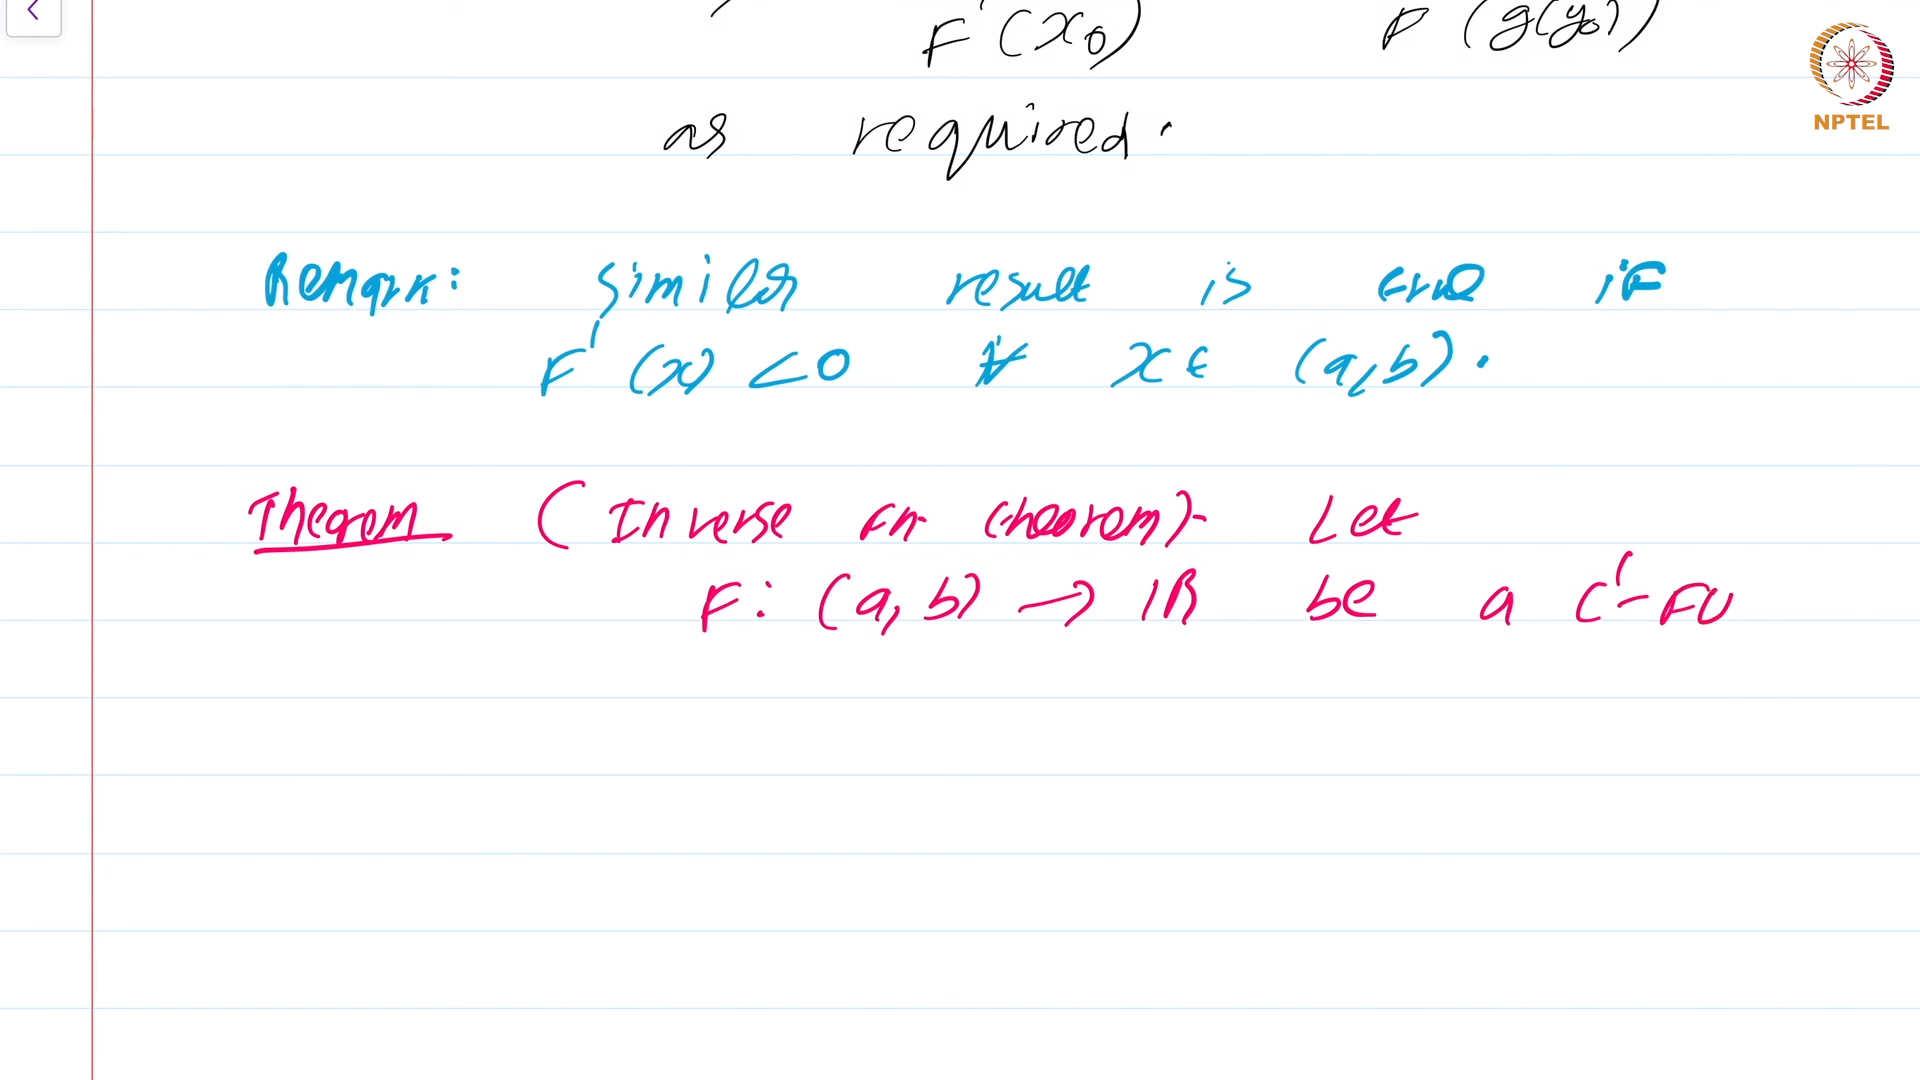 F'(x₀) F'(g(y₀))
NPTEL
as required.
Remark: similar result is true if
F'(x) < 0 ∀ x ∈ (a,b).
Theorem (Inverse fn theorem). Let
F: (a, b) → ℝ be a C¹-FU